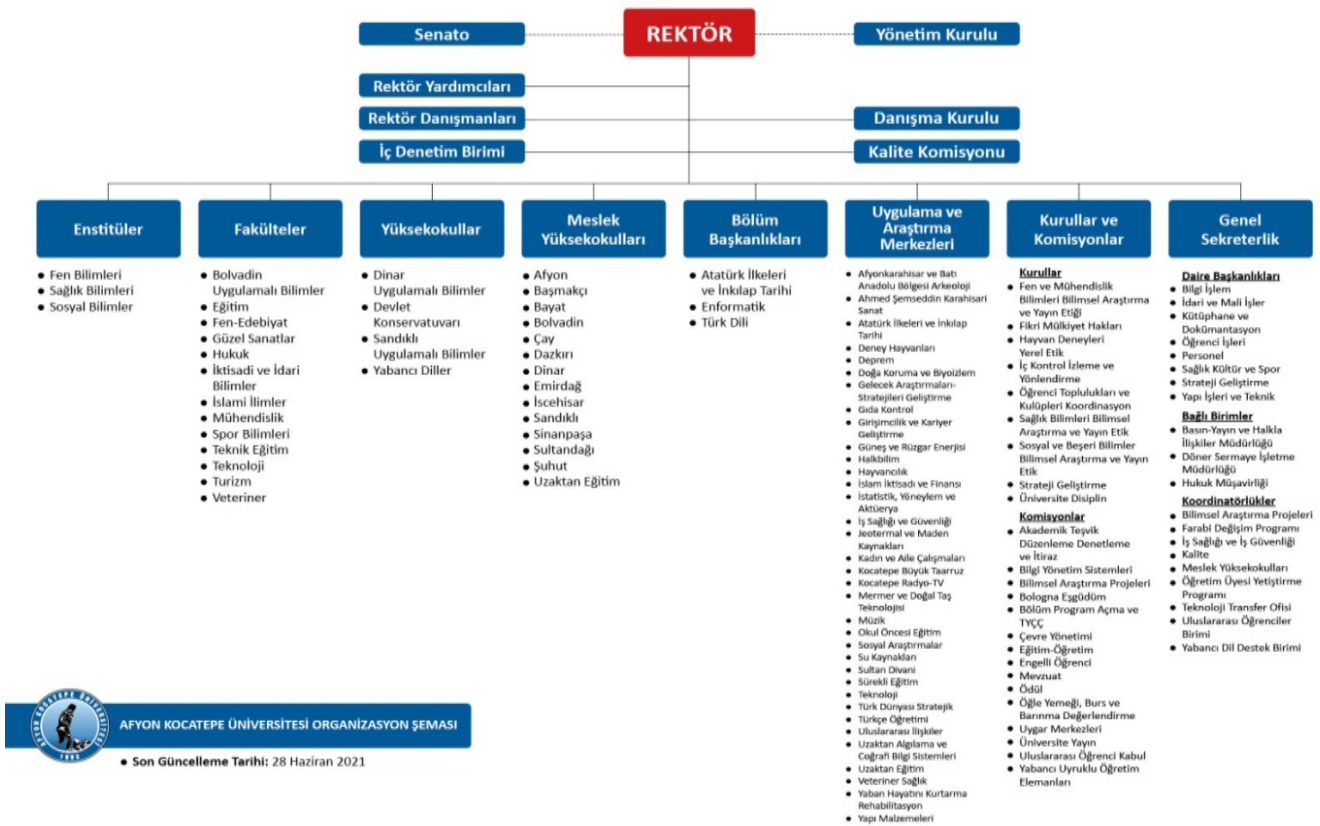 REKTÖR
Senato
Yönetim Kurulu
Rektör Yardımcıları
Rektör Danışmanları
Danışma Kurulu
İç Denetim Birimi
Kalite Komisyonu
Enstitüler
• Fen Bilimleri
• Sağlık Bilimleri
• Sosyal Bilimler
Fakülteler
• Bolvadin
Uygulamalı Bilimler
• Eğitim
• Fen-Edebiyat
• Güzel Sanatlar
• Hukuk
• İktisadi ve İdari
Bilimler
• İslami İlimler
• Mühendislik
• Spor Bilimleri
• Teknik Eğitim
• Teknoloji
• Turizm
• Veteriner
Yüksekokullar
• Dinar
Uygulamalı Bilimler
• Devlet
Konservatuvarı
• Sandıklı
Uygulamalı Bilimler
• Yabancı Diller
Meslek
Yüksekokulları
• Afyon
• Başmakçı
• Bayat
• Bolvadin
• Çay
• Dazkırı
• Dinar
• Emirdağ
• İscehisar
• Sandıklı
• Sinanpaşa
• Sultandağı
• Şuhut
• Uzaktan Eğitim
Bölüm
Başkanlıkları
• Atatürk İlkeleri
ve İnkılap Tarihi
• Enformatik
• Türk Dili
Uygulama ve
Araştırma
Merkezleri
• Afyonkarahisar ve Batı
Anadolu Bölgesi Arkeoloji
• Ahmed Şemseddin Karahisari
Sanat
• Atatürk İlkeleri ve İnkılap
Tarihi
• Deney Hayvanları
• Deprem
• Doğa Koruma ve Biyoizlem
• Gelecek Araştırmaları-
Stratejileri Geliştirme
• Gıda Kontrol
• Girişimcilik ve Kariyer
Geliştirme
• Güneş ve Rüzgar Enerjisi
• Halkbilim
• Hayvancılık
• İslam İktisadı ve Finansı
• İstatistik, Yöneylem ve
Aktüerya
• İş Sağlığı ve Güvenliği
• Jeotermal ve Maden
Kaynakları
• Kadın ve Aile Çalışmaları
• Kocatepe Büyük Taarruz
• Kocatepe Radyo-TV
• Mermer ve Doğal Taş
Teknolojisi
• Müzik
• Okul Öncesi Eğitim
• Sosyal Araştırmalar
• Su Kaynakları
• Sultan Divani
• Sürekli Eğitim
• Teknoloji
• Türk Dünyası Stratejik
• Türkçe Öğretimi
• Uluslararası İlişkiler
• Uzaktan Algılama ve
Coğrafi Bilgi Sistemleri
• Uzaktan Eğitim
• Veteriner Sağlık
• Yaban Hayatını Kurtarma
Rehabilitasyon
• Yapı Malzemeleri
Kurullar ve
Komisyonlar
Kurullar
• Fen ve Mühendislik
Bilimleri Bilimsel Araştırma
ve Yayın Etiği
• Fikri Mülkiyet Hakları
• Hayvan Deneyleri
Yerel Etik
• İç Kontrol İzleme ve
Yönlendirme
• Öğrenci Toplulukları ve
Kulüpleri Koordinasyon
• Sağlık Bilimleri Bilimsel
Araştırma ve Yayın Etik
• Sosyal ve Beşeri Bilimler
Bilimsel Araştırma ve Yayın
Etik
• Strateji Geliştirme
• Üniversite Disiplin
Komisyonlar
• Akademik Teşvik
Düzenleme Denetleme
ve İtiraz
• Bilgi Yönetim Sistemleri
• Bilimsel Araştırma Projeleri
• Bologna Eşgüdüm
• Bölüm Program Açma ve
TYÇÇ
• Çevre Yönetimi
• Eğitim-Öğretim
• Engelli Öğrenci
• Mevzuat
• Ödül
• Öğle Yemeği, Burs ve
Barınma Değerlendirme
• Uygar Merkezleri
• Üniversite Yayın
• Uluslararası Öğrenci Kabul
• Yabancı Uyruklu Öğretim
Elemanları
Genel
Sekreterlik
Daire Başkanlıkları
• Bilgi İşlem
• İdari ve Mali İşler
• Kütüphane ve
Dokümantasyon
• Öğrenci İşleri
• Personel
• Sağlık Kültür ve Spor
• Strateji Geliştirme
• Yapı İşleri ve Teknik
Bağlı Birimler
• Basın-Yayın ve Halkla
İlişkiler Müdürlüğü
• Döner Sermaye İşletme
Müdürlüğü
• Hukuk Müşavirliği
Koordinatörlükler
• Bilimsel Araştırma Projeleri
• Farabi Değişim Programı
• İş Sağlığı ve İş Güvenliği
• Kalite
• Meslek Yüksekokulları
• Öğretim Üyesi Yetiştirme
Programı
• Teknoloji Transfer Ofisi
• Uluslararası Öğrenciler
Birimi
• Yabancı Dil Destek Birimi
AFYON KOCATEPE ÜNİVERSİTESİ
1992
AFYON KOCATEPE ÜNİVERSİTESİ ORGANİZASYON ŞEMASI
• Son Güncelleme Tarihi: 28 Haziran 2021